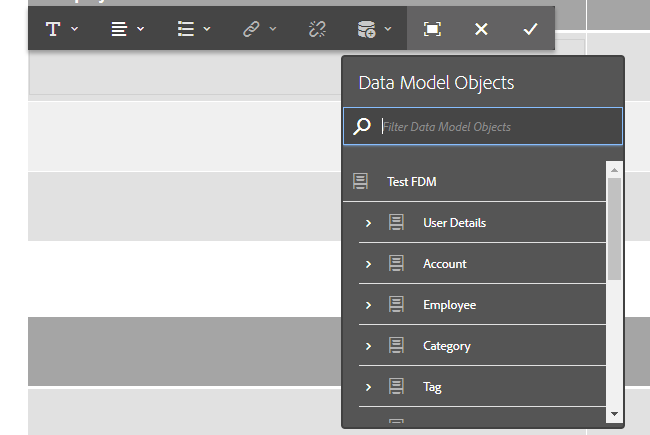 Data Model Objects
Filter Data Model Objects
Test FDM
User Details
Account
Employee
Category
Tag